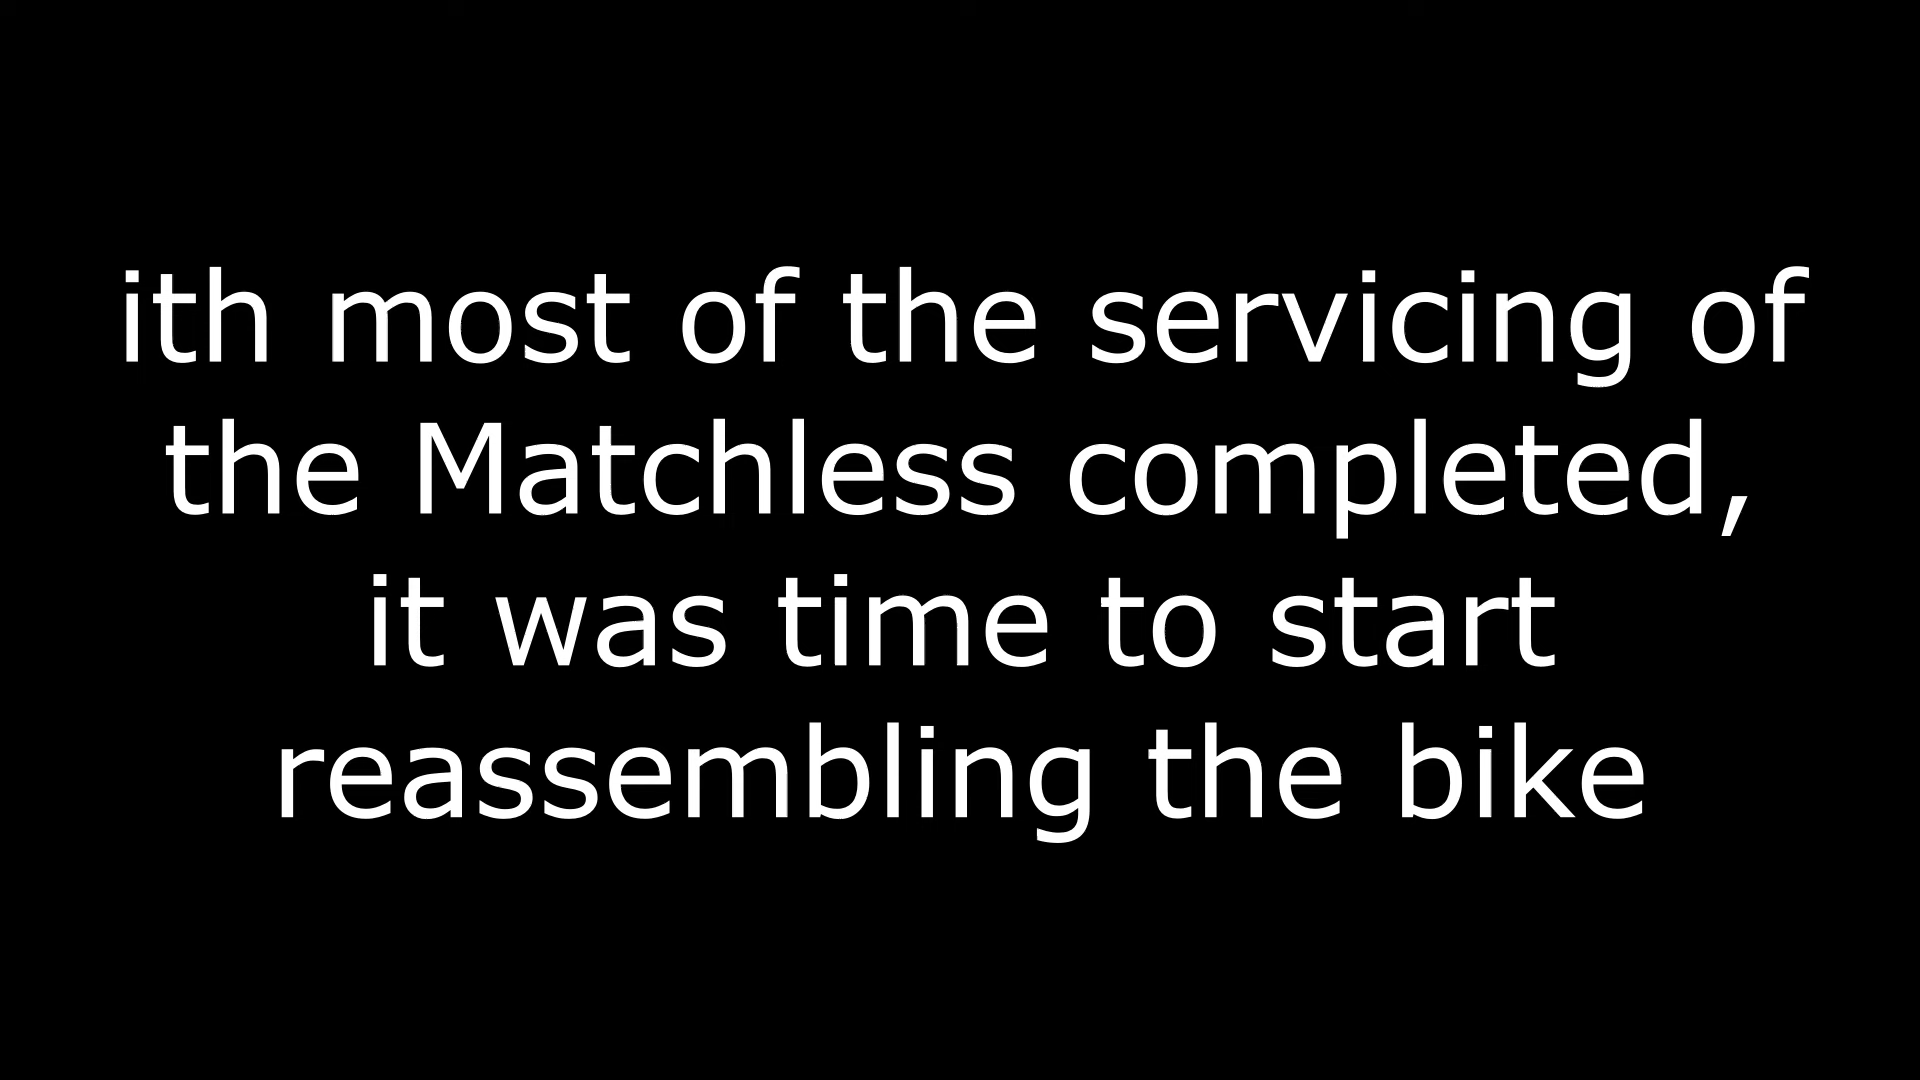 ith most of the servicing of
the Matchless completed,
it was time to start
reassembling the bike